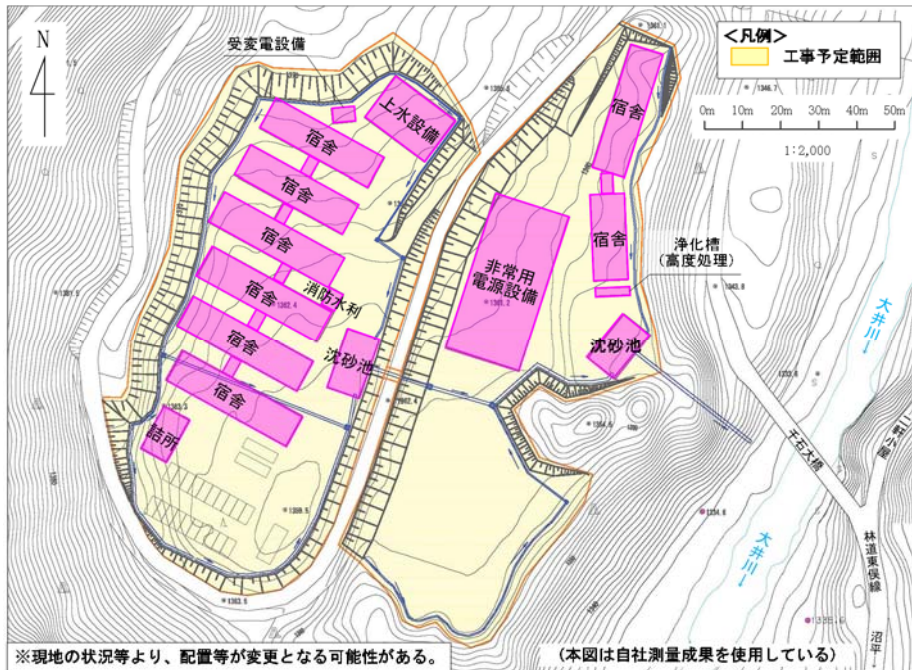 N
受変電設備
上水設備
宿舎
宿舎
宿舎
宿舎
消防水利
宿舎
宿舎
沈砂池
詰所
宿舎
宿舎
非常用
電源設備
浄化槽
(高度処理)
沈砂池
<凡例>
工事予定範囲
0m 10m 20m 30m 40m 50m
1:2,000
大井川
大井川
千石大橋
二軒小屋
林道東俣線
沼平
※現地の状況等より、配置等が変更となる可能性がある。
(本図は自社測量成果を使用している)